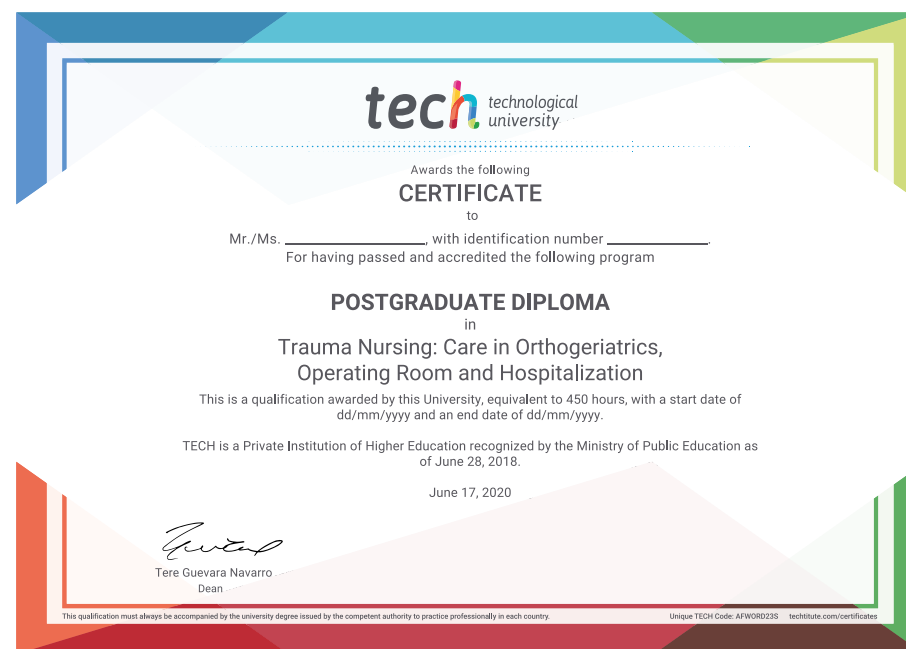 tech technological
university
Awards the following
CERTIFICATE
to
Mr./Ms. ____________________, with identification number ______________.
For having passed and accredited the following program
POSTGRADUATE DIPLOMA
in
Trauma Nursing: Care in Orthogeriatrics,
Operating Room and Hospitalization
This is a qualification awarded by this University, equivalent to 450 hours, with a start date of
dd/mm/yyyy and an end date of dd/mm/yyyy.
TECH is a Private Institution of Higher Education recognized by the Ministry of Public Education as
of June 28, 2018.
June 17, 2020
Tere Guevara Navarro
Dean
This qualification must always be accompanied by the university degree issued by the competent authority to practice professionally in each country.
Unique TECH Code: AFWORD23S techtitute.com/certificates